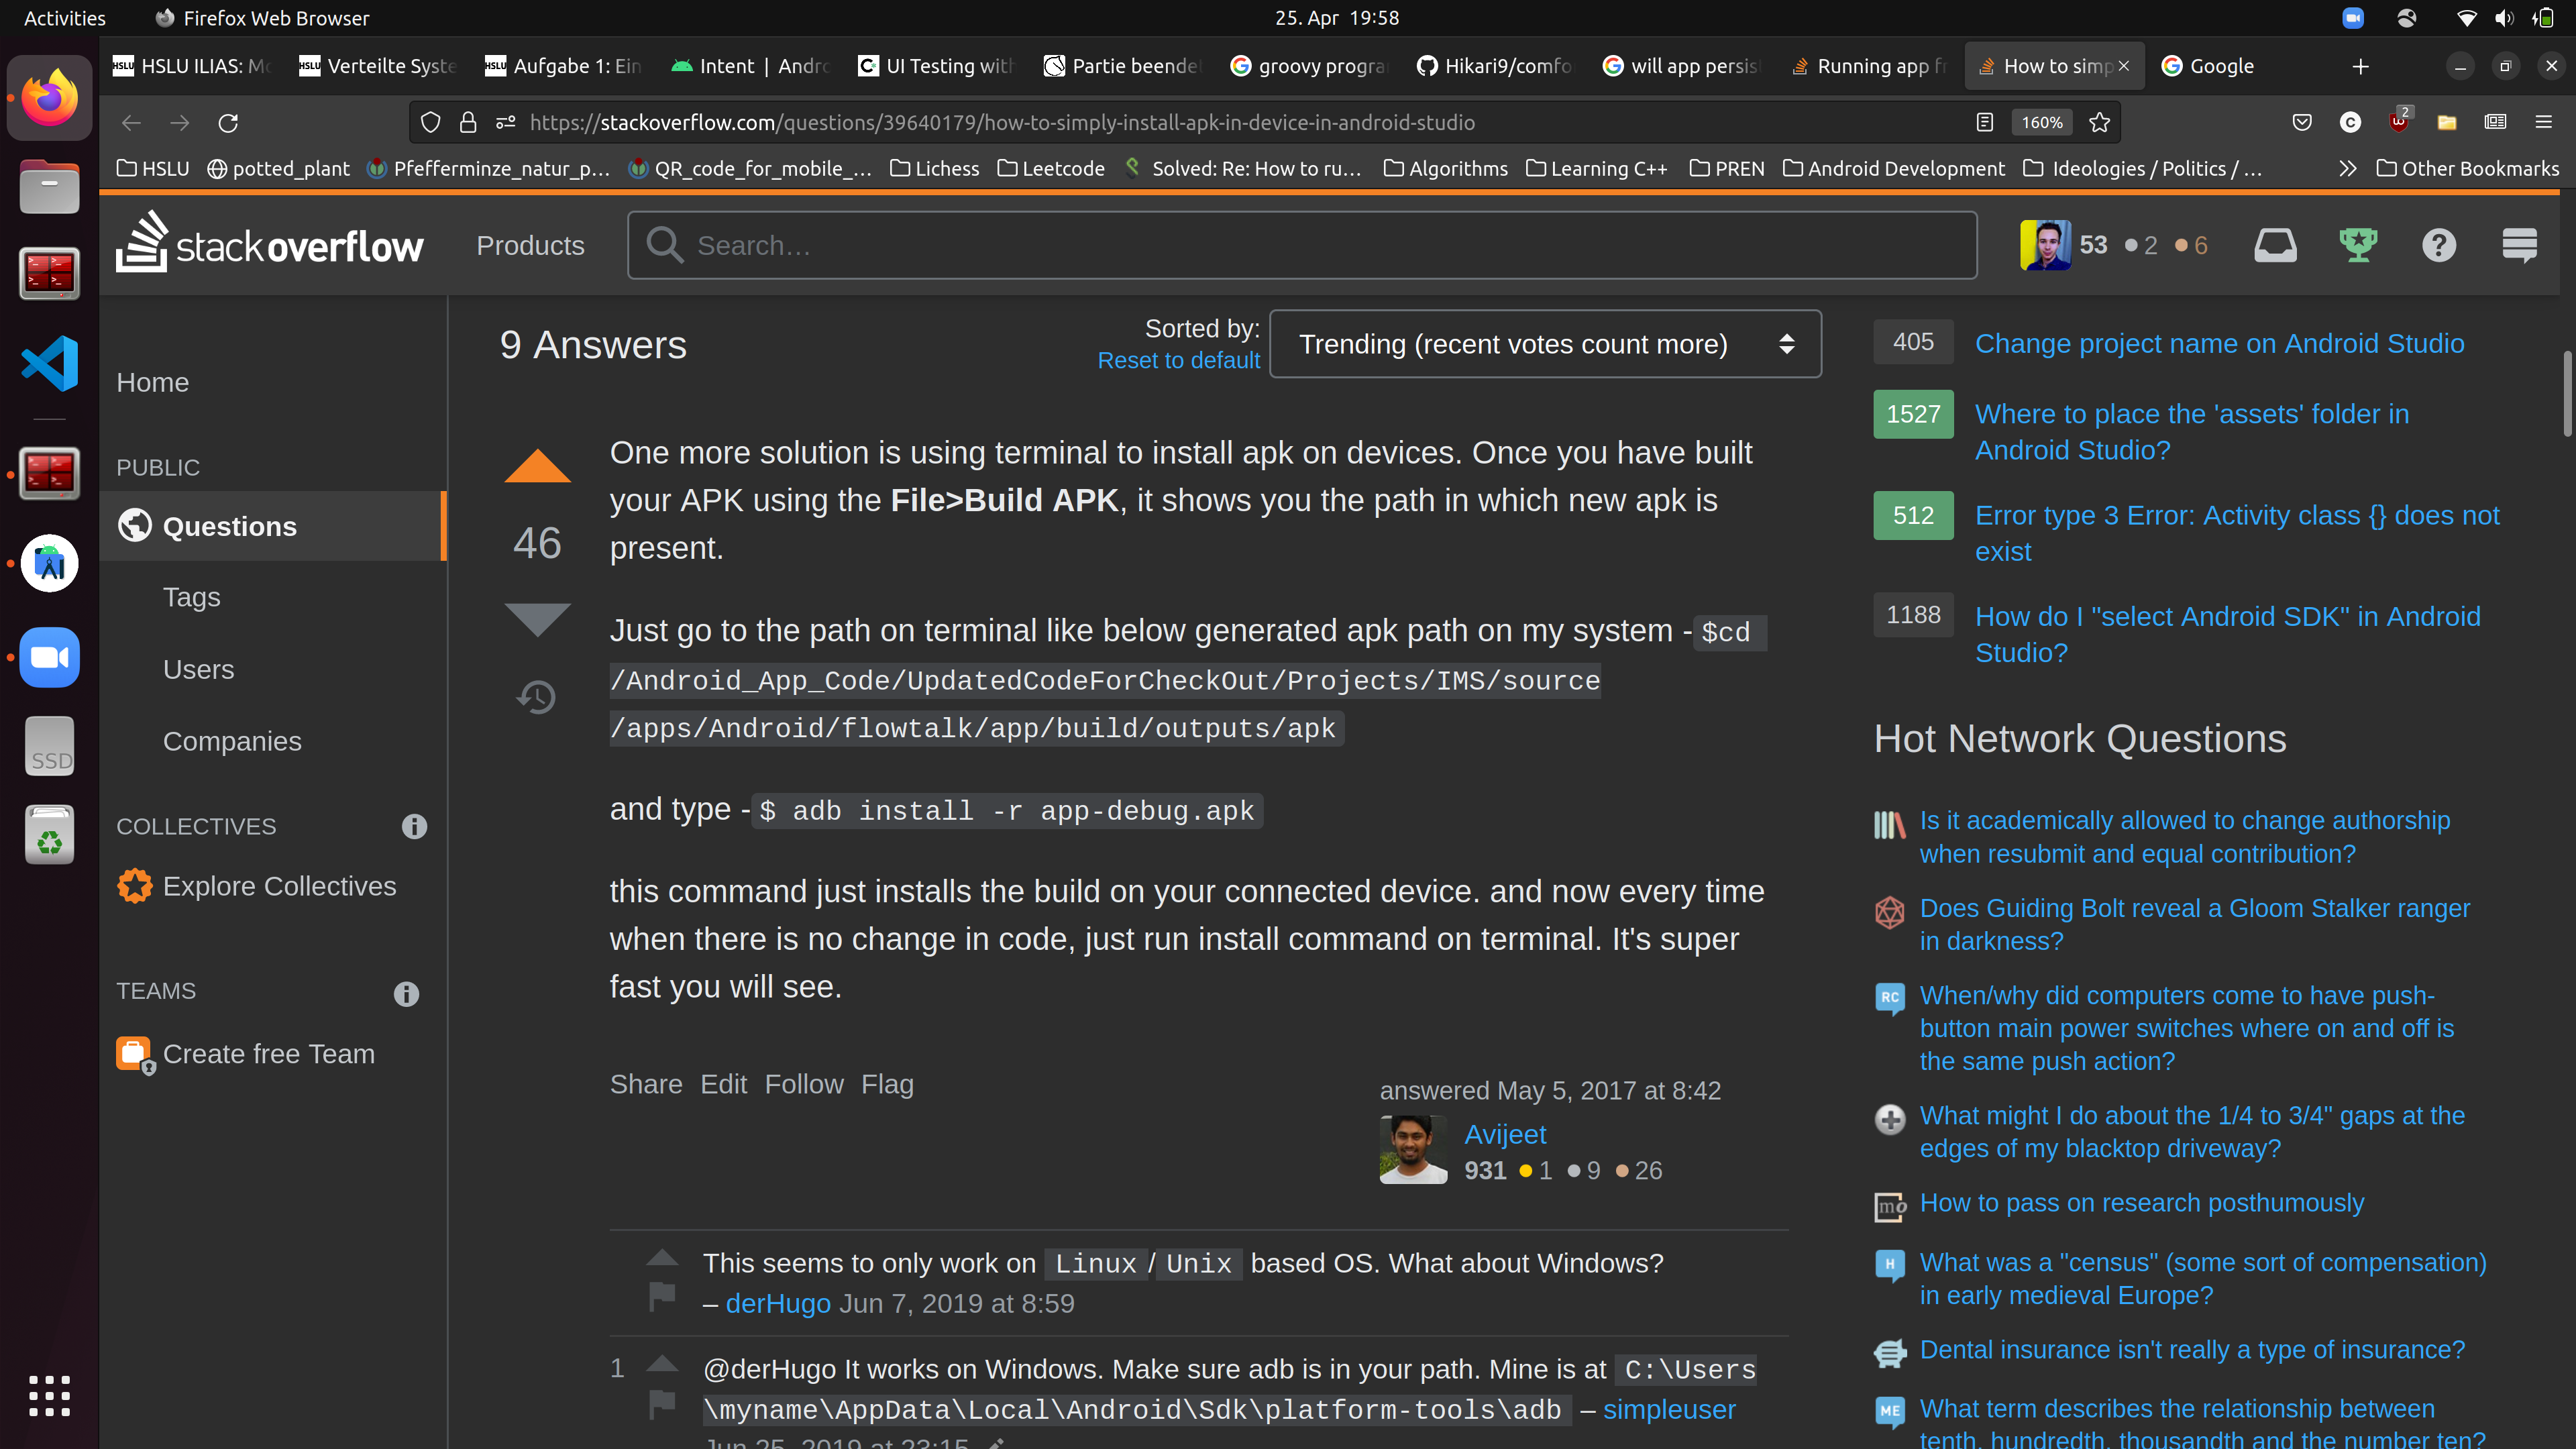 Activities
Firefox Web Browser
25. Apr 19:58
HSLU ILIAS: Mo
Verteilte Syste
Aufgabe 1: Ein
Intent | Andro
UI Testing with
Partie beendet
groovy progra
Hikari9/comfo
will app persis
Running app fr
How to simp
Google
https://stackoverflow.com/questions/39640179/how-to-simply-install-apk-in-device-in-android-studio
160%
2
HSLU
potted_plant
Pfefferminze_natur_p…
QR_code_for_mobile_…
Lichess
Leetcode
Solved: Re: How to ru…
Algorithms
Learning C++
PREN
Android Development
Ideologies / Politics / …
Other Bookmarks
stackoverflow
Products
Search…
53
2
6
Home
PUBLIC
Questions
Tags
Users
Companies
COLLECTIVES
Explore Collectives
TEAMS
Create free Team
SSD
9 Answers
Sorted by:
Reset to default
Trending (recent votes count more)
46
One more solution is using terminal to install apk on devices. Once you have built
your APK using the File>Build APK, it shows you the path in which new apk is
present.
Just go to the path on terminal like below generated apk path on my system -$cd
/Android_App_Code/UpdatedCodeForCheckOut/Projects/IMS/source
/apps/Android/flowtalk/app/build/outputs/apk
and type -$ adb install -r app-debug.apk
this command just installs the build on your connected device. and now every time
when there is no change in code, just run install command on terminal. It's super
fast you will see.
Share Edit Follow Flag
answered May 5, 2017 at 8:42
Avijeet
931 1 9 26
This seems to only work on Linux/Unix based OS. What about Windows?
– derHugo Jun 7, 2019 at 8:59
1
@derHugo It works on Windows. Make sure adb is in your path. Mine is at C:\Users
\myname\AppData\Local\Android\Sdk\platform-tools\adb – simpleuser
Jun 25, 2019 at 23:15
405
Change project name on Android Studio
1527
Where to place the 'assets' folder in
Android Studio?
512
Error type 3 Error: Activity class {} does not
exist
1188
How do I "select Android SDK" in Android
Studio?
Hot Network Questions
Is it academically allowed to change authorship
when resubmit and equal contribution?
Does Guiding Bolt reveal a Gloom Stalker ranger
in darkness?
RC
When/why did computers come to have push-
button main power switches where on and off is
the same push action?
What might I do about the 1/4 to 3/4" gaps at the
edges of my blacktop driveway?
mo
How to pass on research posthumously
H
What was a "census" (some sort of compensation)
in early medieval Europe?
Dental insurance isn't really a type of insurance?
ME
What term describes the relationship between
tenth, hundredth, thousandth and the number ten?